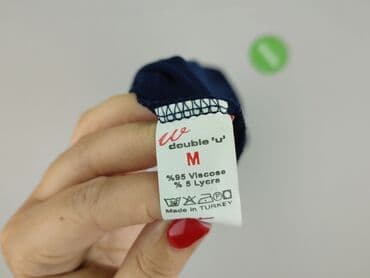 w
double 'u'
M
%95 Viscose
% 5 Lycra
Made in TURKEY